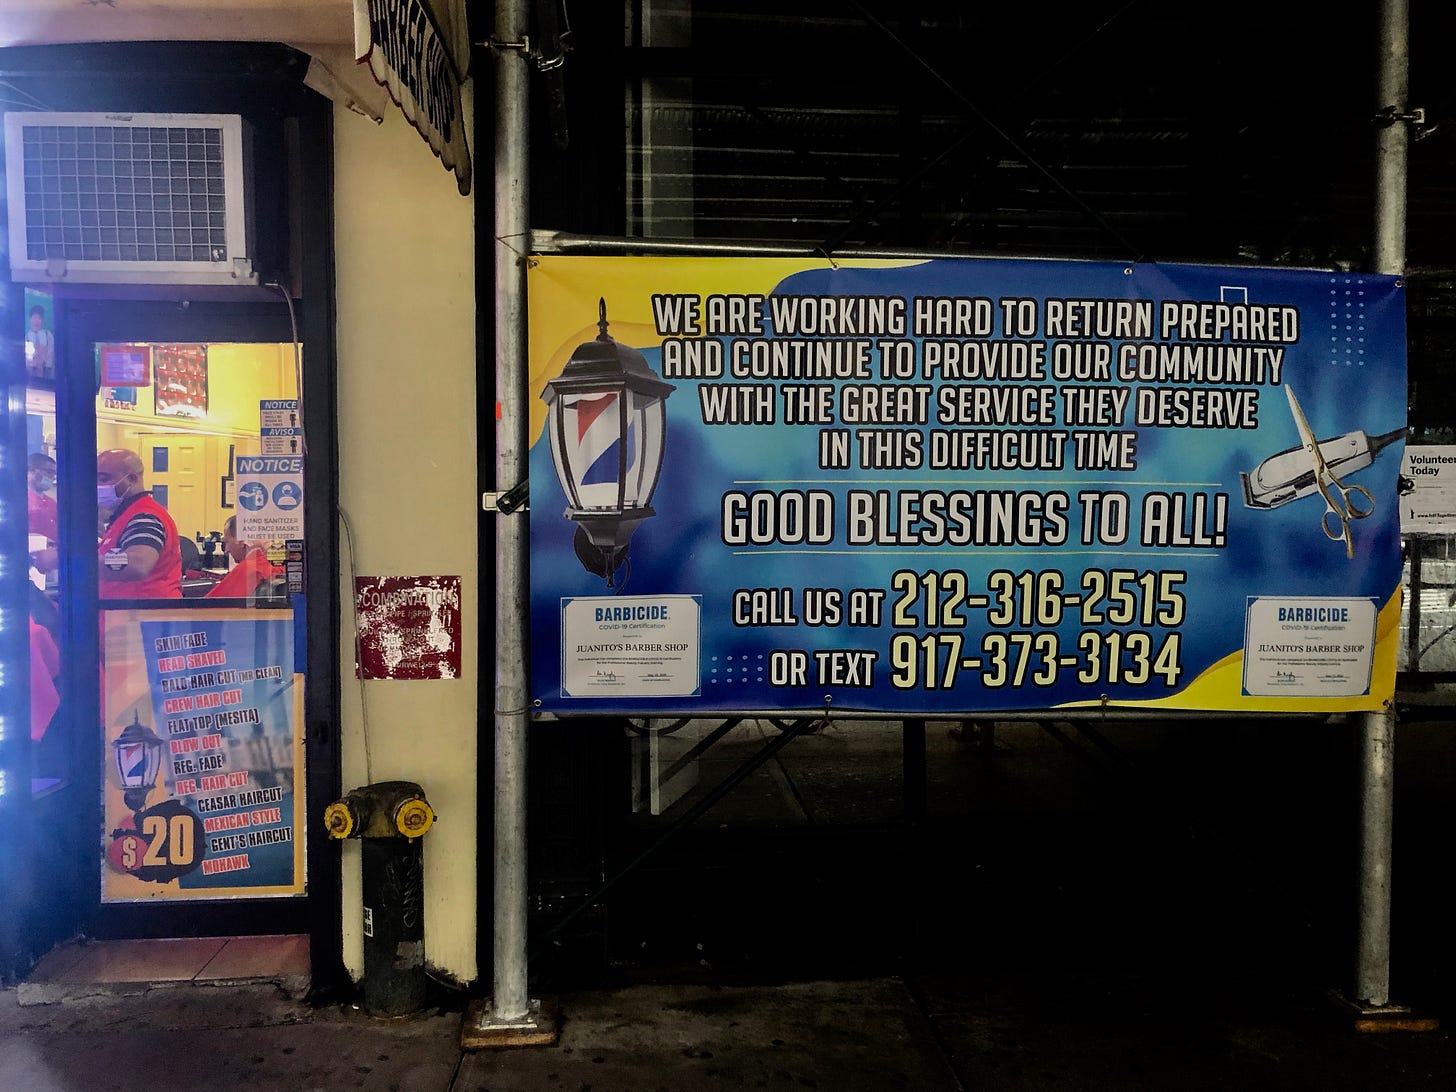 BARBER SHOP
NOTICE
AVISO
NOTICE
HAND SANITIZER
AND FACE MASKS
MUST BE USED
VISA
SKIN FADE
HEAD SHAVED
BALD HAIR CUT (MR CLEAN)
CREW HAIR CUT
FLAT TOP (MESITA)
BLOW OUT
REG. FADE
REG. HAIR CUT
CEASAR HAIRCUT
MEXICAN STYLE
GENT'S HAIRCUT
MOHAWK
$20
WE ARE WORKING HARD TO RETURN PREPARED
AND CONTINUE TO PROVIDE OUR COMMUNITY
WITH THE GREAT SERVICE THEY DESERVE
IN THIS DIFFICULT TIME
GOOD BLESSINGS TO ALL!
CALL US AT 212-316-2515
OR TEXT 917-373-3134
BARBICIDE
COVID-19 Certification
JUANITO'S BARBER SHOP
BARBICIDE
COVID-19 Certification
JUANITO'S BARBER SHOP
Volunteer
Today